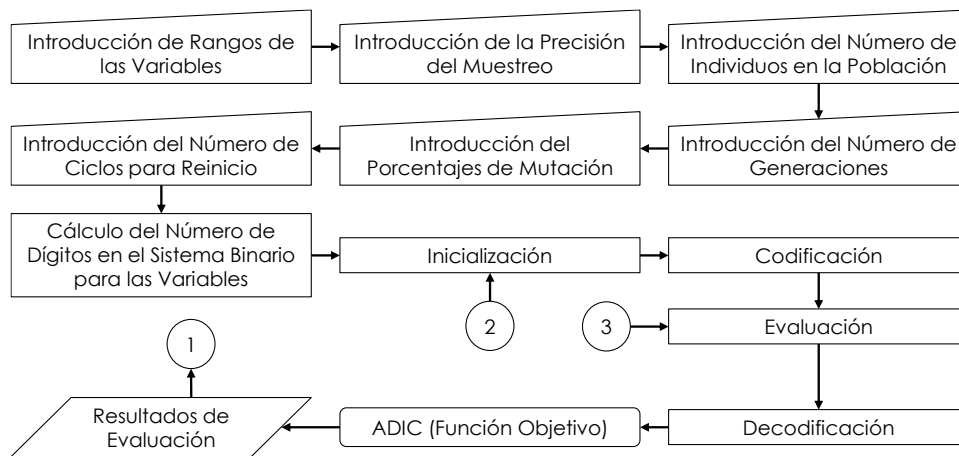 Introducción de Rangos de
las Variables
Introducción de la Precisión
del Muestreo
Introducción del Número de
Individuos en la Población
Introducción del Número de
Ciclos para Reinicio
Introducción del
Porcentajes de Mutación
Introducción del Número de
Generaciones
Cálculo del Número de
Dígitos en el Sistema Binario
para las Variables
Inicialización
Codificación
2
3
Evaluación
1
Resultados de
Evaluación
ADIC (Función Objetivo)
Decodificación